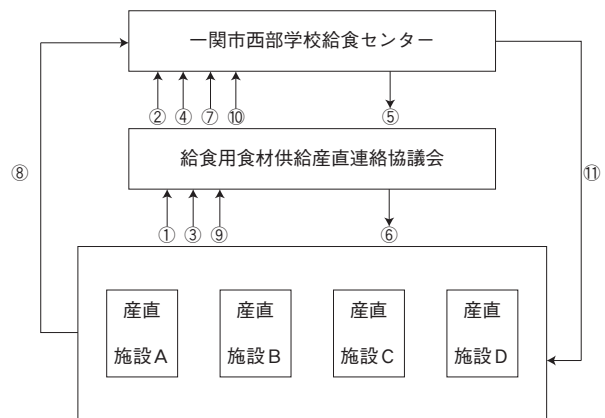 一関市西部学校給食センター
② ④ ⑦ ⑩ ⑤
給食用食材供給産直連絡協議会
⑧ ⑪
① ③ ⑨ ⑥
産直 産直 産直 産直
施設A 施設B 施設C 施設D